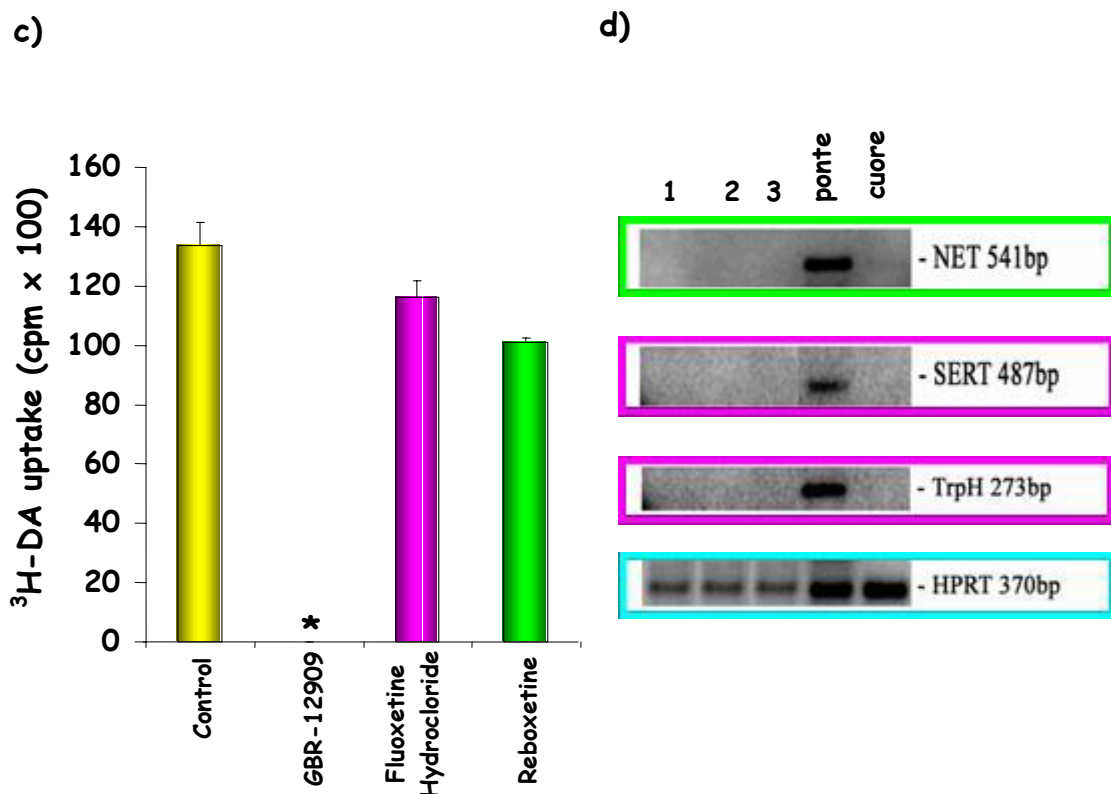 c)
³H-DA uptake (cpm x 100)
160
140
120
100
80
60
40
20
0
*
Control
GBR-12909
Fluoxetine
Hydrocloride
Reboxetine
d)
1 2 3 ponte cuore
- NET 541bp
- SERT 487bp
- TrpH 273bp
- HPRT 370bp